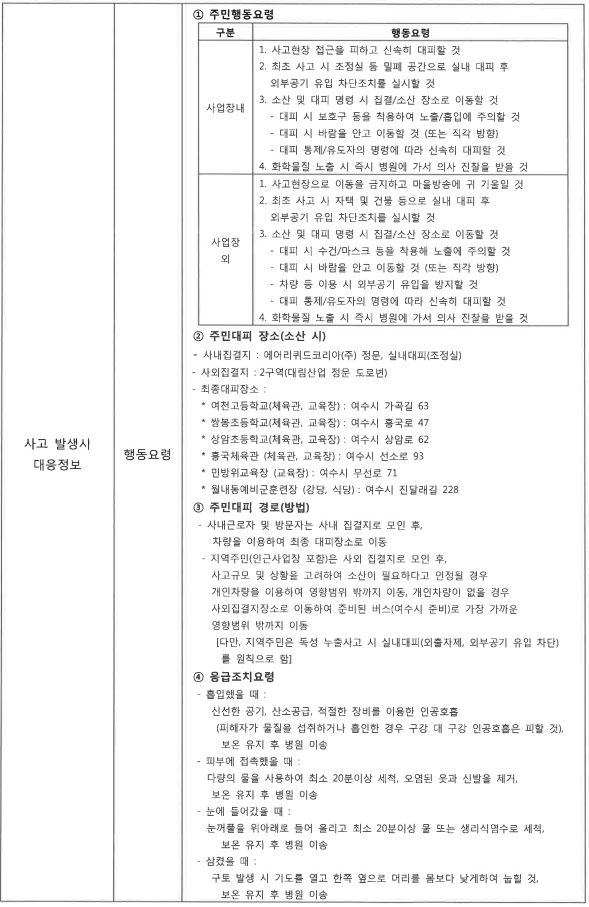 ① 주민행동요령
구분 행동요령
사업장내
1. 사고현장 접근을 피하고 신속히 대피할 것
2. 최초 사고 시 조정실 등 밀폐 공간으로 실내 대피 후
외부공기 유입 차단조치를 실시할 것
3. 소산 및 대피 명령 시 집결/소산 장소로 이동할 것
- 대피 시 보호구 등을 착용하여 노출/흡입에 주의할 것
- 대피 시 바람을 안고 이동할 것 (또는 직각 방향)
- 대피 통제/유도자의 명령에 따라 신속히 대피할 것
4. 화학물질 노출 시 즉시 병원에 가서 의사 진찰을 받을 것
사업장
외
1. 사고현장으로 이동을 금지하고 마을방송에 귀 기울일 것
2. 최초 사고 시 자택 및 건물 등으로 실내 대피 후
외부공기 유입 차단조치를 실시할 것
3. 소산 및 대피 명령 시 집결/소산 장소로 이동할 것
- 대피 시 수건/마스크 등을 착용해 노출에 주의할 것
- 대피 시 바람을 안고 이동할 것 (또는 직각 방향)
- 차량 등 이용 시 외부공기 유입을 방지할 것
- 대피 통제/유도자의 명령에 따라 신속히 대피할 것
4. 화학물질 노출 시 즉시 병원에 가서 의사 진찰을 받을 것
② 주민대피 장소(소산 시)
- 사내집결지 : 에어리퀴드코리아(주) 정문, 실내대피(조정실)
- 사외집결지 : 2구역(대림산업 정문 도로변)
- 최종대피장소 :
* 여천고등학교(체육관, 교육장) : 여수시 가곡길 63
* 쌍봉초등학교(체육관, 교육장) : 여수시 흥국로 47
* 상암초등학교(체육관, 교육장) : 여수시 상암로 62
* 흥국체육관 (체육관, 교육장) : 여수시 선소로 93
* 민방위교육장 (교육장) : 여수시 무선로 71
* 월내동예비군훈련장 (강당, 식당) : 여수시 진달래길 228
사고 발생시
대응정보
행동요령
③ 주민대피 경로(방법)
- 사내근로자 및 방문자는 사내 집결지로 모인 후,
차량을 이용하여 최종 대피장소로 이동
- 지역주민(인근사업장 포함)은 사외 집결지로 모인 후,
사고규모 및 상황을 고려하여 소산이 필요하다고 인정될 경우
개인차량을 이용하여 영향범위 밖까지 이동, 개인차량이 없을 경우
사외집결지장소로 이동하여 준비된 버스(여수시 준비)로 가장 가까운
영향범위 밖까지 이동
[다만, 지역주민은 독성 누출사고 시 실내대피(외출자제, 외부공기 유입 차단)
를 원칙으로 함]
④ 응급조치요령
- 흡입했을 때 :
신선한 공기, 산소공급, 적절한 장비를 이용한 인공호흡
(피해자가 물질을 섭취하거나 흡인한 경우 구강 대 구강 인공호흡은 피할 것),
보온 유지 후 병원 이송
- 피부에 접촉했을 때 :
다량의 물을 사용하여 최소 20분이상 세척, 오염된 옷과 신발을 제거,
보온 유지 후 병원 이송
- 눈에 들어갔을 때 :
눈꺼풀을 위아래로 들어 올리고 최소 20분이상 물 또는 생리식염수로 세척,
보온 유지 후 병원 이송
- 삼켰을 때 :
구토 발생 시 기도를 열고 한쪽 옆으로 머리를 몸보다 낮게하여 눕힐 것,
보온 유지 후 병원 이송